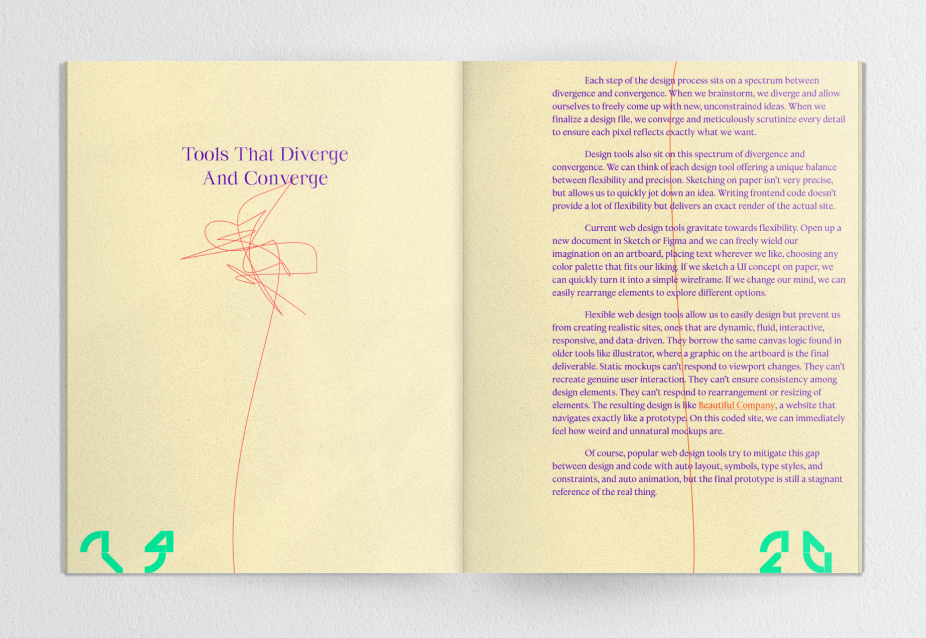 Tools That Diverge
And Converge
Each step of the design process sits on a spectrum between
divergence and convergence. When we brainstorm, we diverge and allow
ourselves to freely come up with new, unconstrained ideas. When we
finalize a design file, we converge and meticulously scrutinize every detail
to ensure each pixel reflects exactly what we want.
Design tools also sit on this spectrum of divergence and
convergence. We can think of each design tool offering a unique balance
between flexibility and precision. Sketching on paper isn't very precise,
but allows us to quickly jot down an idea. Writing frontend code doesn't
provide a lot of flexibility but delivers an exact render of the actual site.
Current web design tools gravitate towards flexibility. Open up a
new document in Sketch or Figma and we can freely wield our
imagination on an artboard, placing text wherever we like, choosing any
color palette that fits our liking. If we sketch a UI concept on paper, we
can quickly turn it into a simple wireframe. If we change our mind, we can
easily rearrange elements to explore different options.
Flexible web design tools allow us to easily design but prevent us
from creating realistic sites, ones that are dynamic, fluid, interactive,
responsive, and data-driven. They borrow the same canvas logic found in
older tools like illustrator, where a graphic on the artboard is the final
deliverable. Static mockups can't respond to viewport changes. They can't
recreate genuine user interaction. They can't ensure consistency among
design elements. They can't respond to rearrangement or resizing of
elements. The resulting design is like Beautiful Company, a website that
navigates exactly like a prototype. On this coded site, we can immediately
feel how weird and unnatural mockups are.
Of course, popular web design tools try to mitigate this gap
between design and code with auto layout, symbols, type styles, and
constraints, and auto animation, but the final prototype is still a stagnant
reference of the real thing.